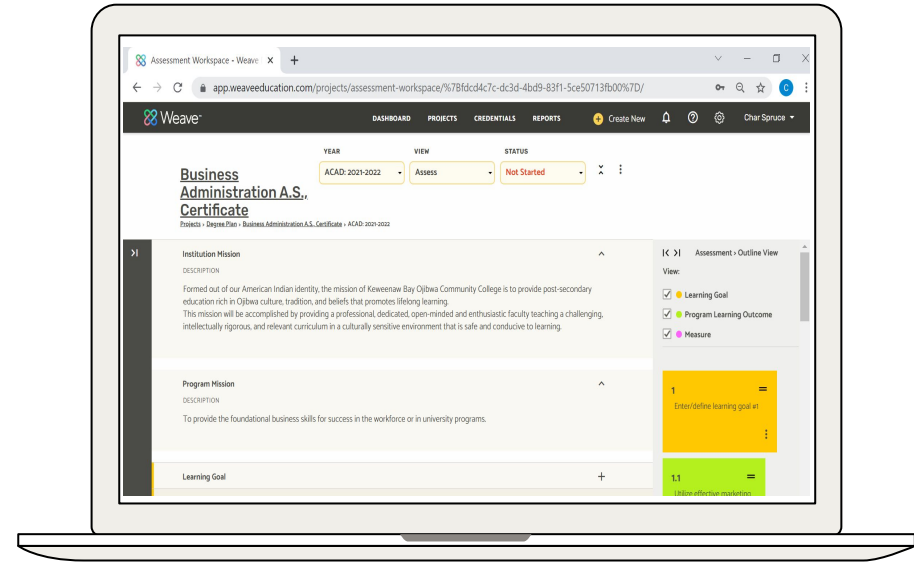 Assessment Workspace - Weave
app.weaveeducation.com/projects/assessment-workspace/%7Bfdcd4c7c-dc3d-4bd9-83f1-5ce50713fb00%7D/
C
Weave
DASHBOARD PROJECTS CREDENTIALS REPORTS Create New Char Spruce
YEAR VIEW STATUS
ACAD: 2021-2022 Assess Not Started
Business
Administration A.S.,
Certificate
Projects › Degree Plan › Business Administration A.S., Certificate › ACAD: 2021-2022
Institution Mission
DESCRIPTION
Formed out of our American Indian identity, the mission of Keweenaw Bay Ojibwa Community College is to provide post-secondary
education rich in Ojibwa culture, tradition, and beliefs that promotes lifelong learning.
This mission will be accomplished by providing a professional, dedicated, open-minded and enthusiastic faculty teaching a challenging,
intellectually rigorous, and relevant curriculum in a culturally sensitive environment that is safe and conducive to learning.
Program Mission
DESCRIPTION
To provide the foundational business skills for success in the workforce or in university programs.
Learning Goal
Assessment › Outline View
View:
Learning Goal
Program Learning Outcome
Measure
1
Enter/define learning goal #1
1.1
Utilize effective marketing